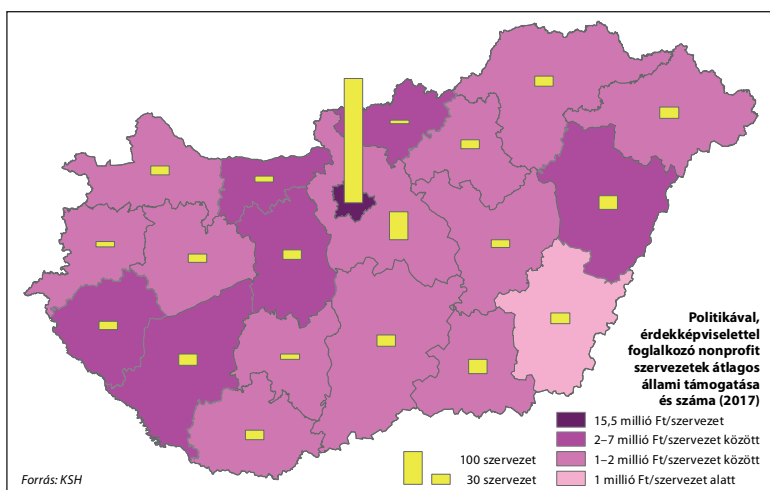 Politikával,
érdekképviselettel
foglalkozó nonprofit
szervezetek átlagos
állami támogatása
és száma (2017)
15,5 millió Ft/szervezet
2–7 millió Ft/szervezet között
1–2 millió Ft/szervezet között
1 millió Ft/szervezet alatt
100 szervezet
30 szervezet
Forrás: KSH